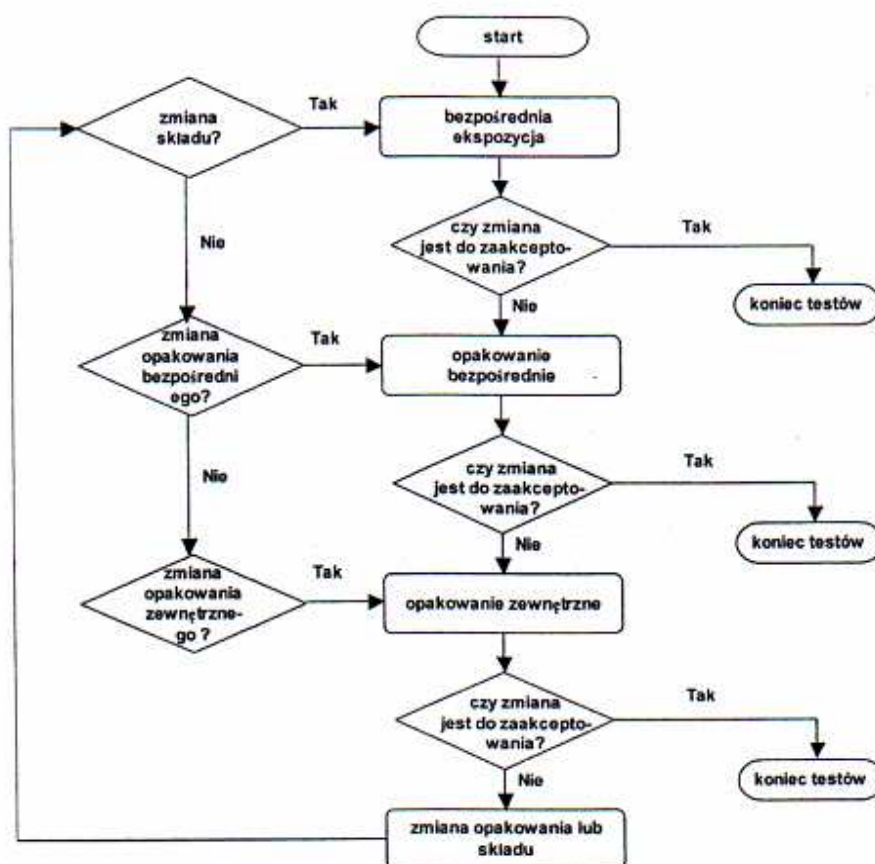 start
zmiana
składu?
Tak
bezpośrednia
ekspozycja
Nie
czy zmiana
jest do zaakcepto-
wania?
Tak
koniec testów
Nie
zmiana
opakowania
bezpośredni
ego?
Tak
opakowanie
bezpośrednie
Nie
czy zmiana
jest do zaakcepto-
wania?
Tak
koniec testów
Nie
zmiana
opakowania
zewnętrzne-
go ?
Tak
opakowanie zewnętrzne
czy zmiana
jest do zaakcepto-
wania?
Tak
koniec testów
Nie
zmiana opakowania lub
składu